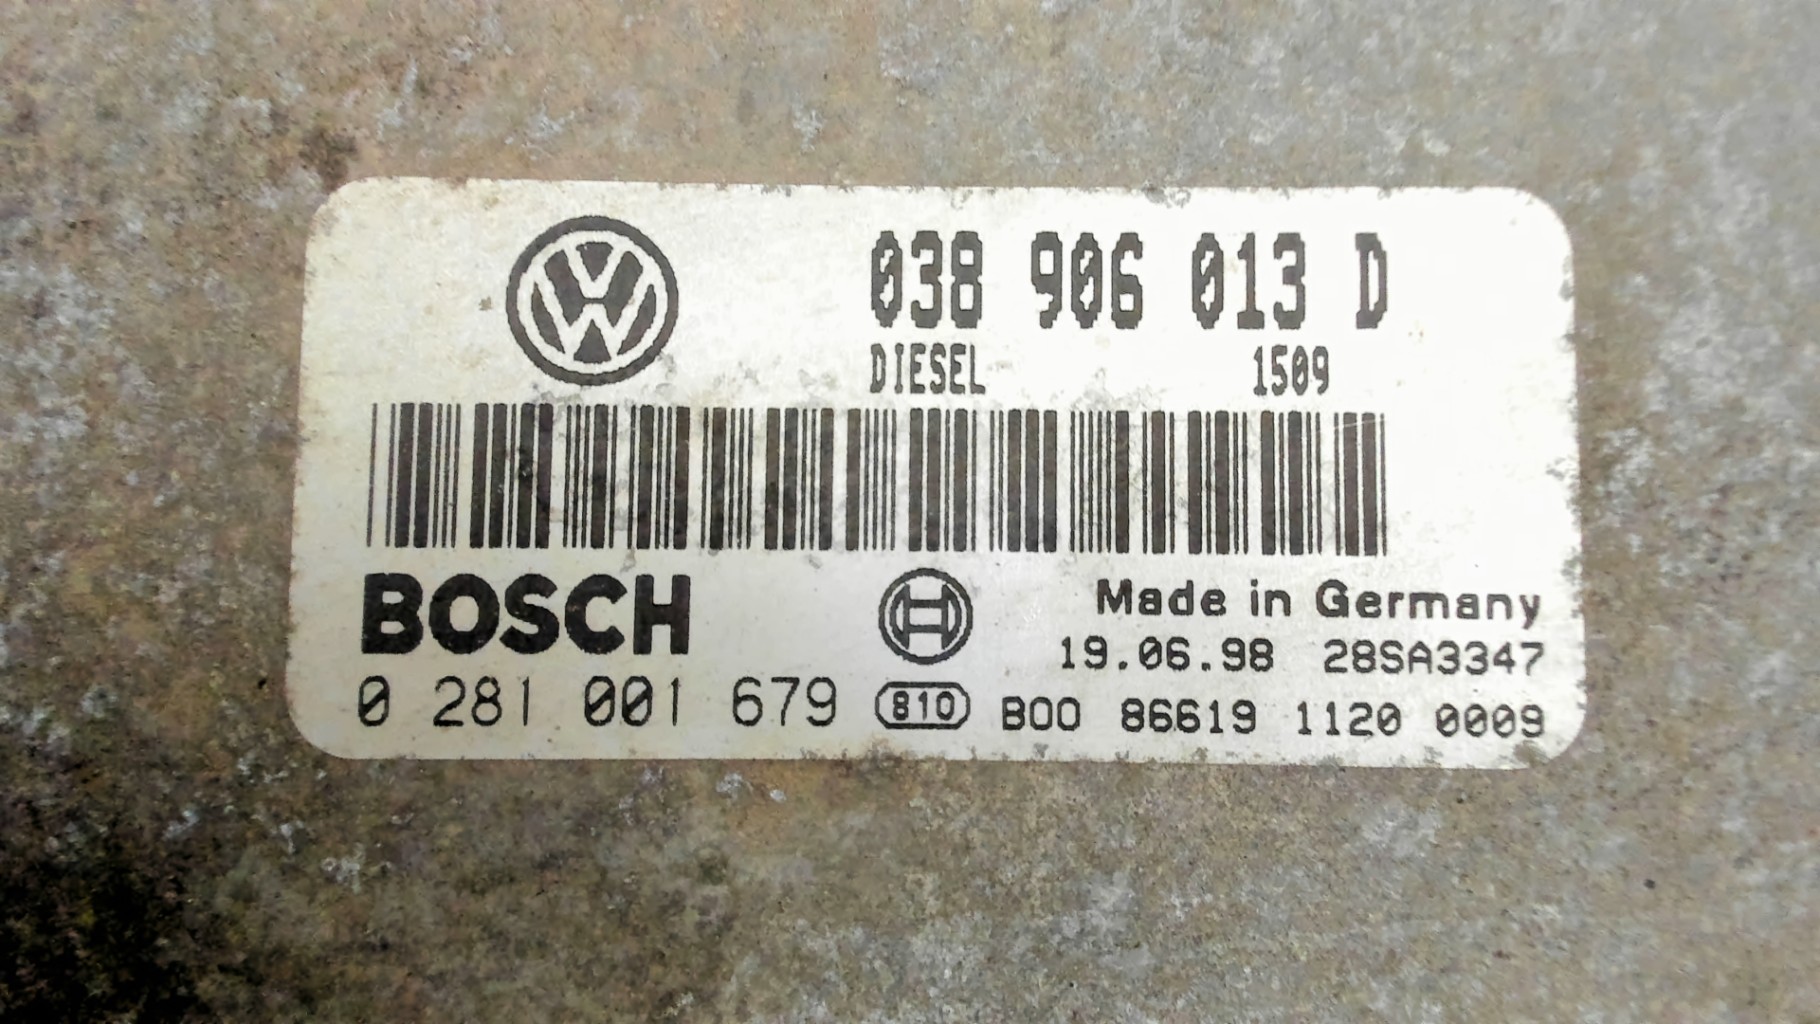 038 906 013 D
DIESEL 1509
BOSCH
Made in Germany
19.06.98 28SA3347
0 281 001 679 810 B00 86619 1120 0009